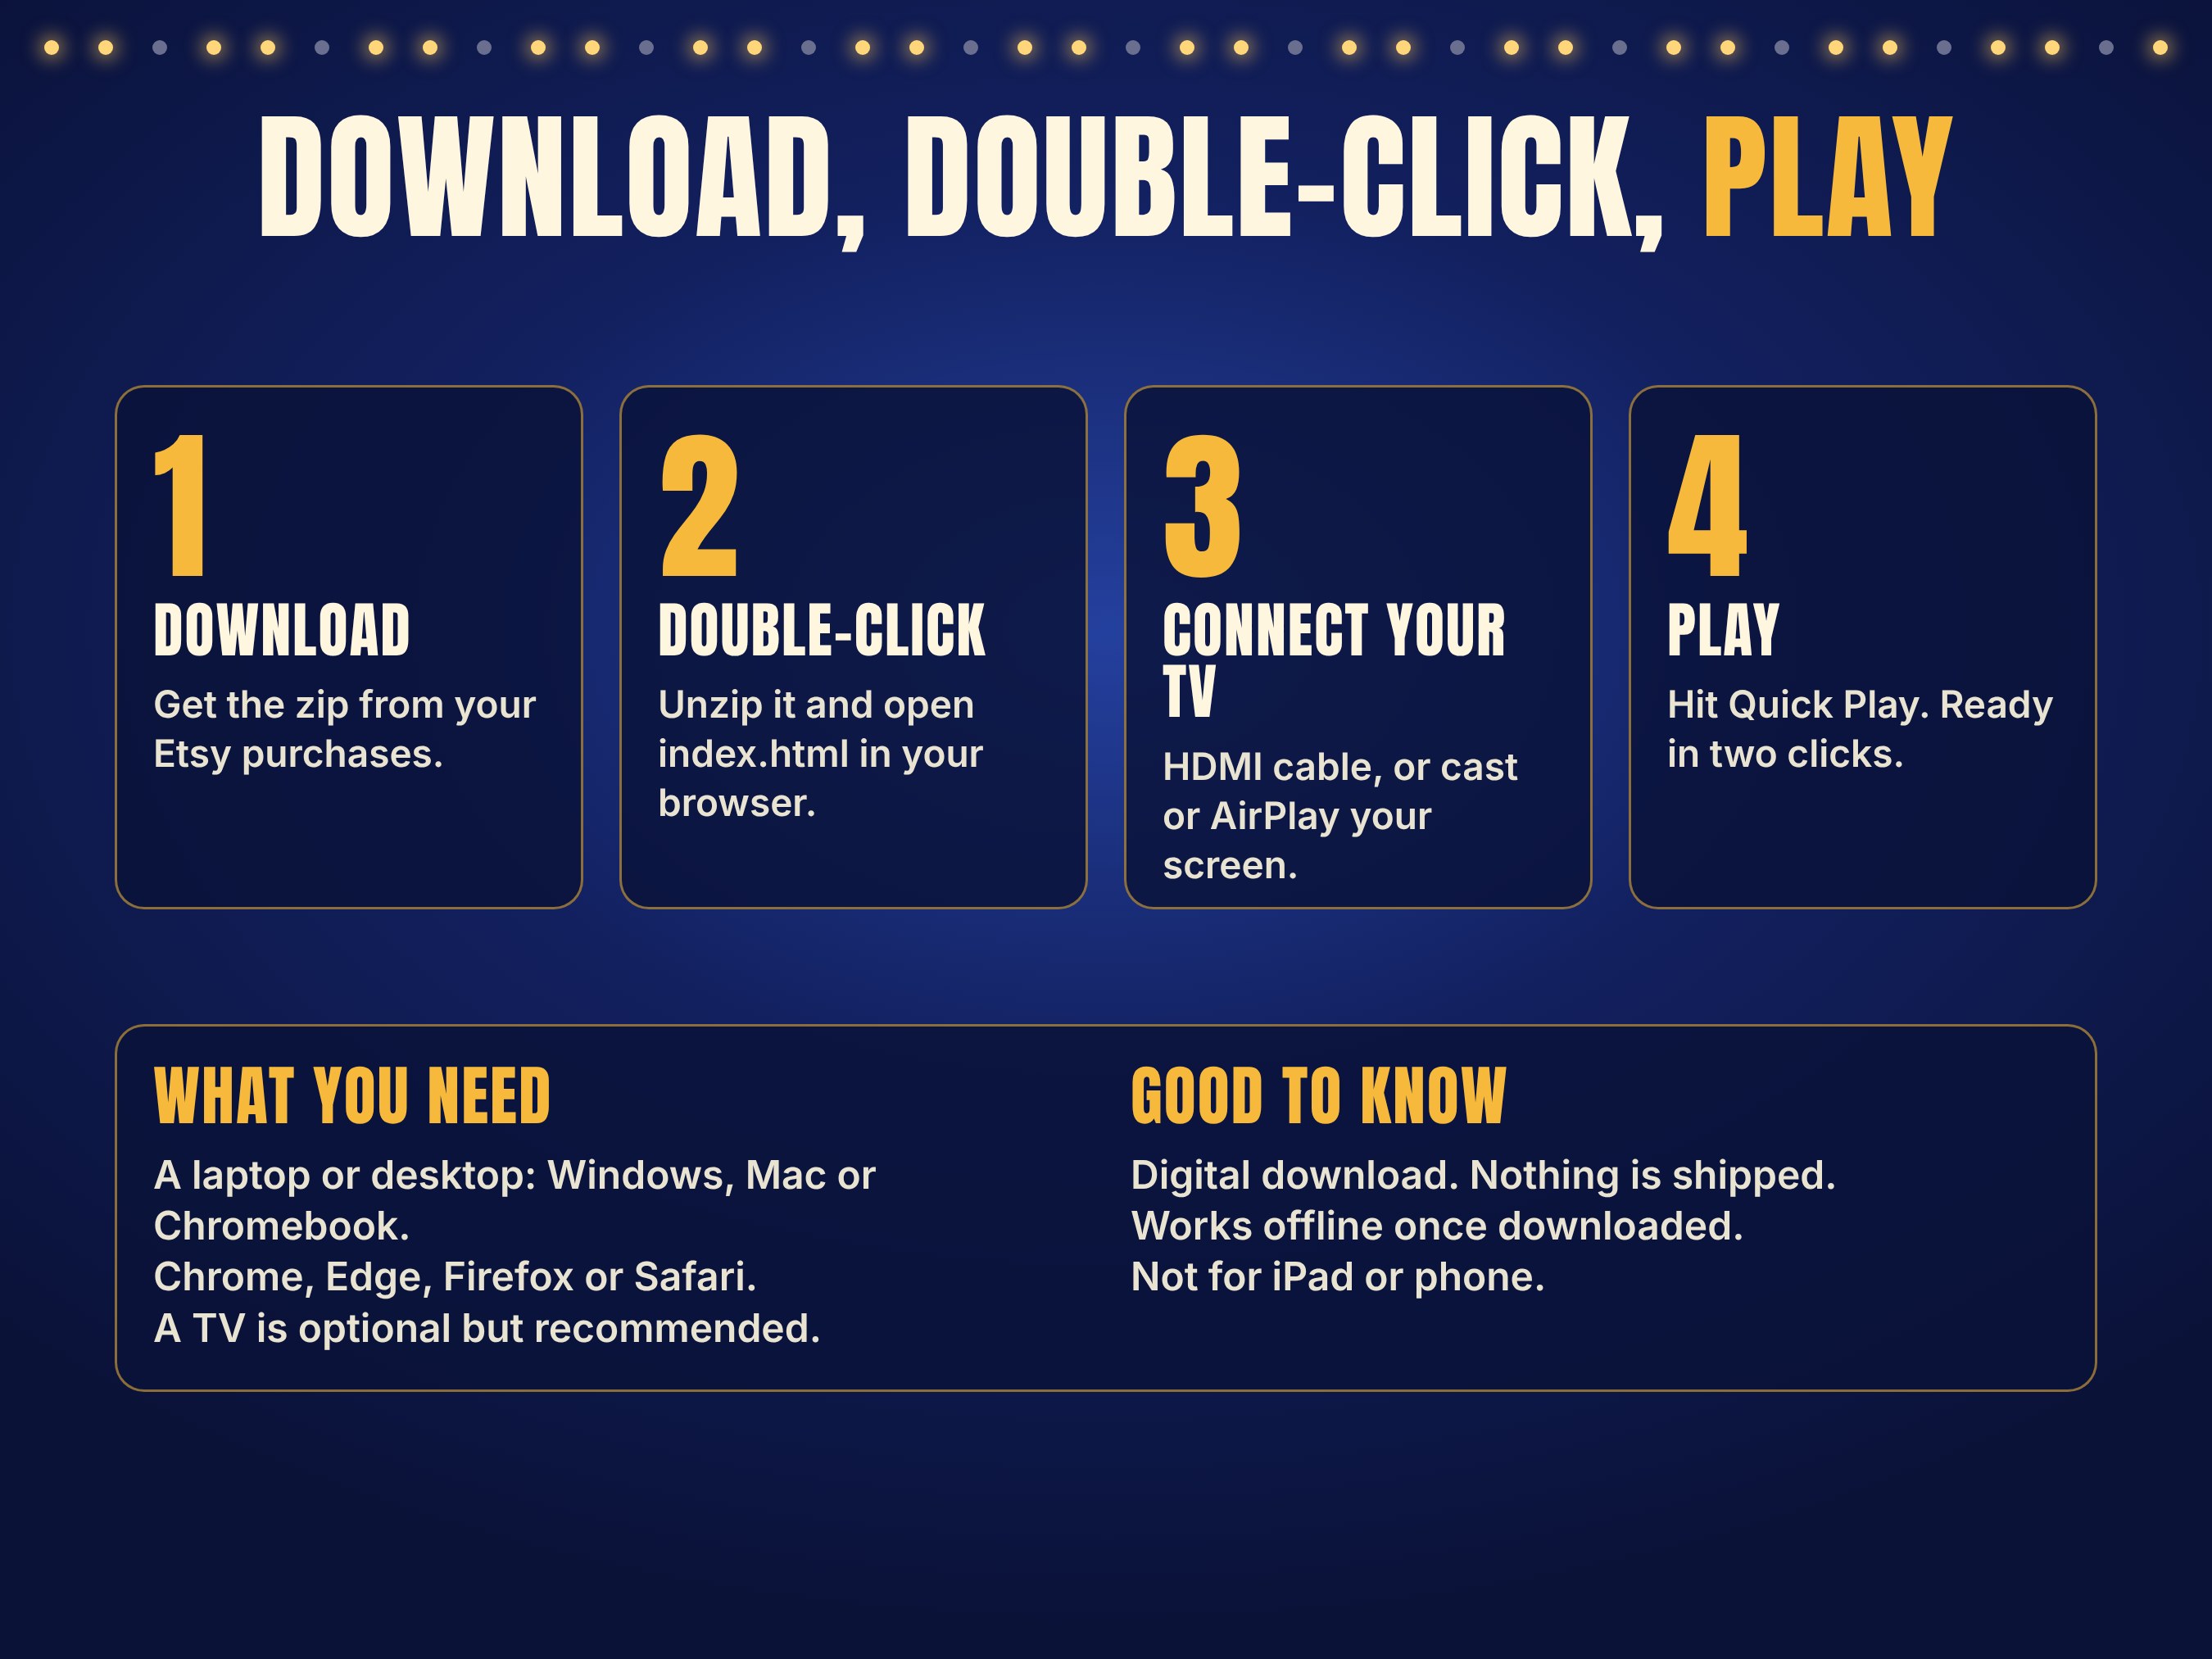 DOWNLOAD, DOUBLE-CLICK, PLAY
1
DOWNLOAD
Get the zip from your
Etsy purchases.
2
DOUBLE-CLICK
Unzip it and open
index.html in your
browser.
3
CONNECT YOUR
TV
HDMI cable, or cast
or AirPlay your
screen.
4
PLAY
Hit Quick Play. Ready
in two clicks.
WHAT YOU NEED
A laptop or desktop: Windows, Mac or
Chromebook.
Chrome, Edge, Firefox or Safari.
A TV is optional but recommended.
GOOD TO KNOW
Digital download. Nothing is shipped.
Works offline once downloaded.
Not for iPad or phone.